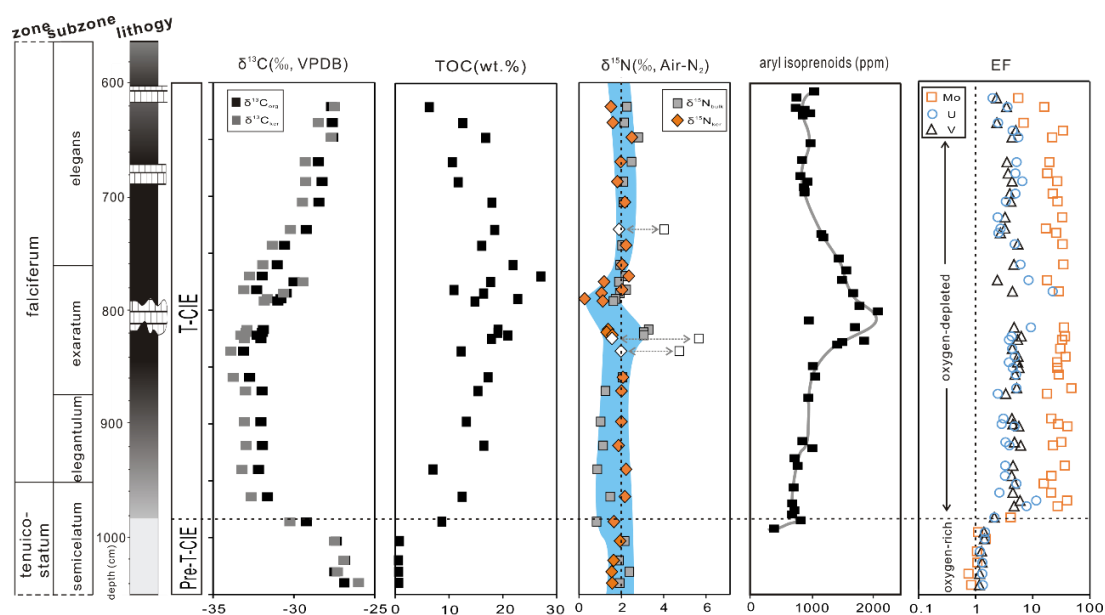 zone subzone lithogy
δ¹³C(‰, VPDB) TOC(wt.%) δ¹⁵N(‰, Air-N₂) aryl isoprenoids (ppm) EF
600
700
800
900
1000
depth (cm)
falciferum
tenuico-
statum
elegans
exaratum
elegantulum
semicelatum
T-CIE
Pre-T-CIE
δ¹³Corg
δ¹³Cker
δ¹⁵Nbulk
δ¹⁵Nker
Mo
U
V
oxygen-depleted
oxygen-rich
-35 -30 -25 0 10 20 30 0 2 4 6 8 0 1000 2000 0.1 1 10 100